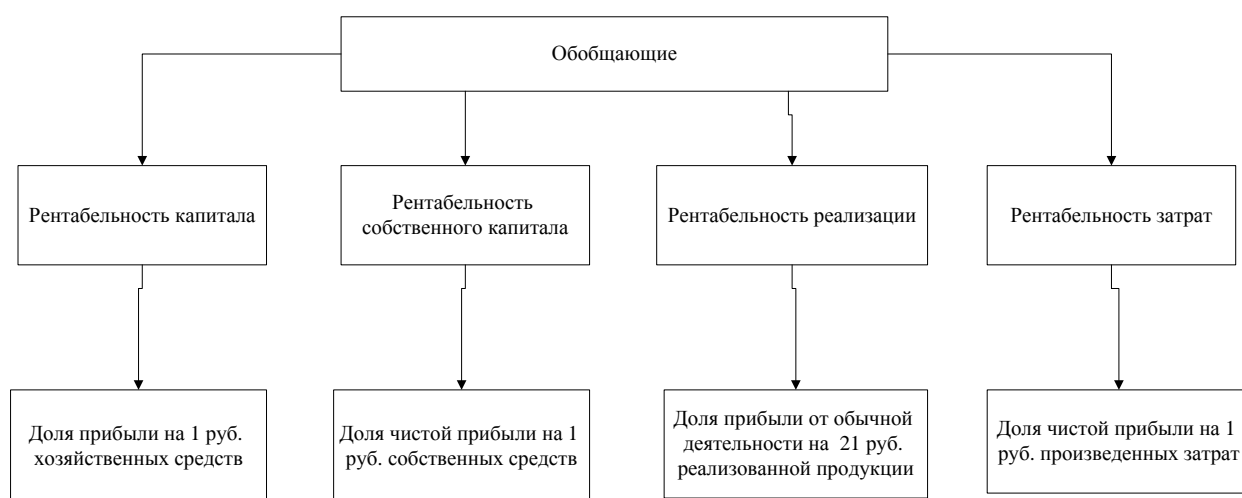 Обобщающие
Рентабельность капитала
Рентабельность
собственного капитала
Рентабельность реализации
Рентабельность затрат
Доля прибыли на 1 руб.
хозяйственных средств
Доля чистой прибыли на 1
руб. собственных средств
Доля прибыли от обычной
деятельности на 21 руб.
реализованной продукции
Доля чистой прибыли на 1
руб. произведенных затрат